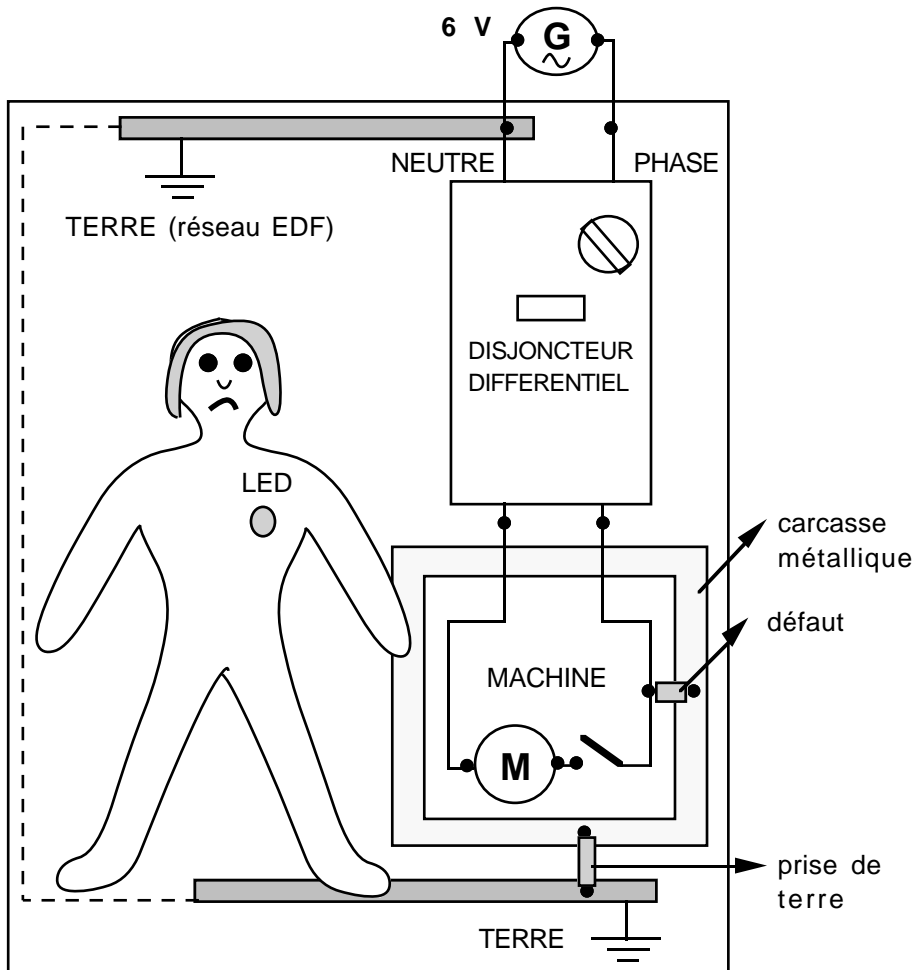 6 V
G
NEUTRE
PHASE
TERRE (réseau EDF)
DISJONCTEUR
DIFFERENTIEL
LED
carcasse
métallique
défaut
MACHINE
M
prise de
terre
TERRE